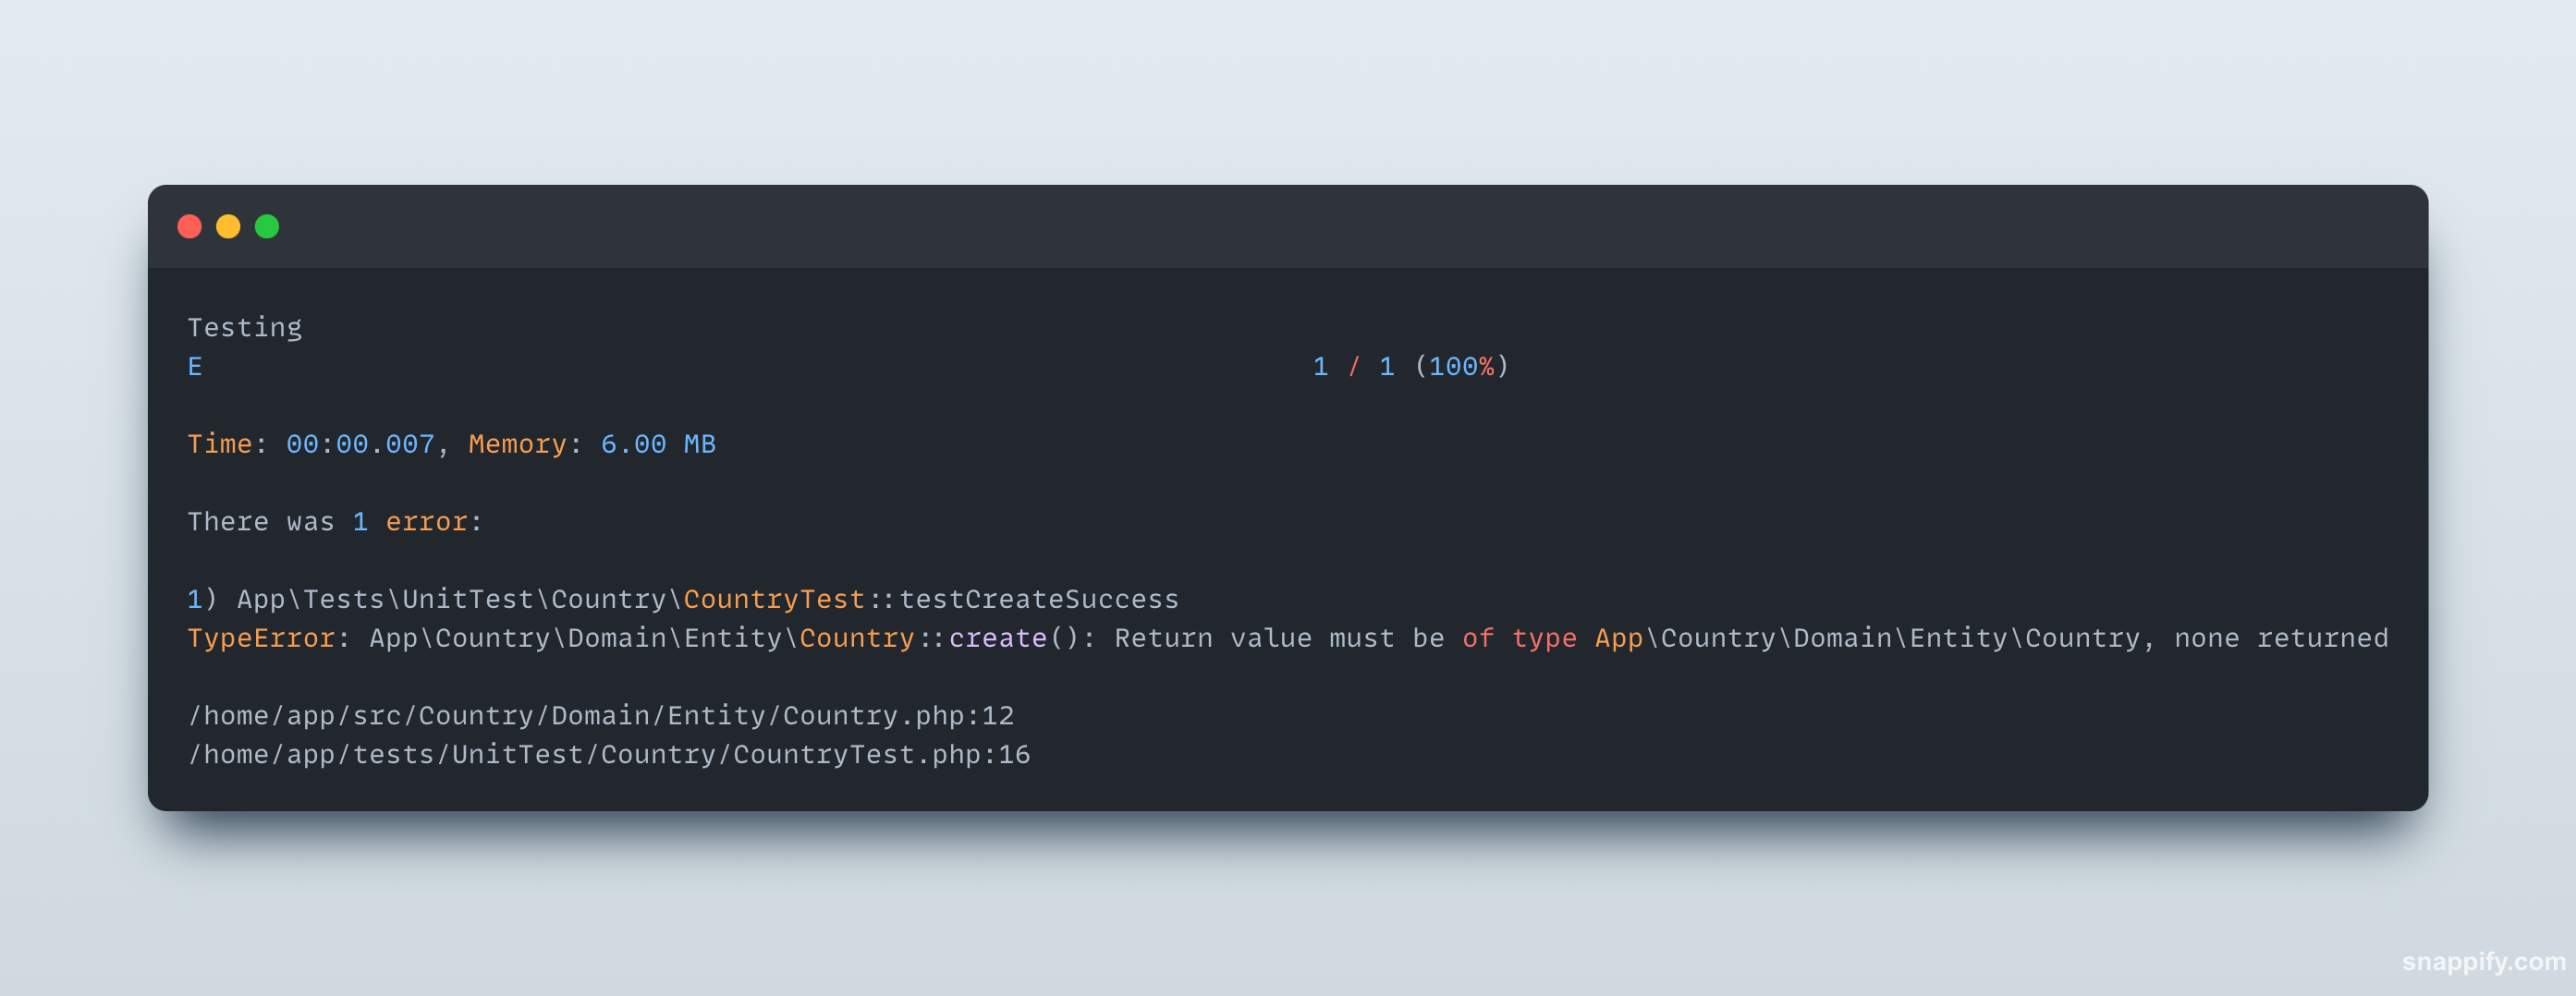 Testing
E 1 / 1 (100%)
Time: 00:00.007, Memory: 6.00 MB
There was 1 error:
1) App\Tests\UnitTest\Country\CountryTest::testCreateSuccess
TypeError: App\Country\Domain\Entity\Country::create(): Return value must be of type App\Country\Domain\Entity\Country, none returned
/home/app/src/Country/Domain/Entity/Country.php:12
/home/app/tests/UnitTest/Country/CountryTest.php:16
snappify.com